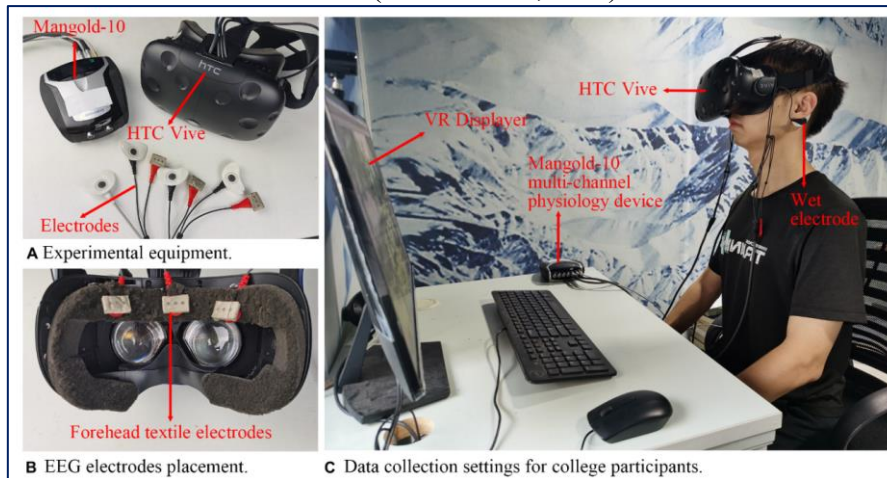 Mangold-10
hTC
HTC Vive
Electrodes
A Experimental equipment.
Forehead textile electrodes
B EEG electrodes placement.
HTC Vive
VR Displayer
Mangold-10
multi-channel
physiology device
Wet
electrode
C Data collection settings for college participants.